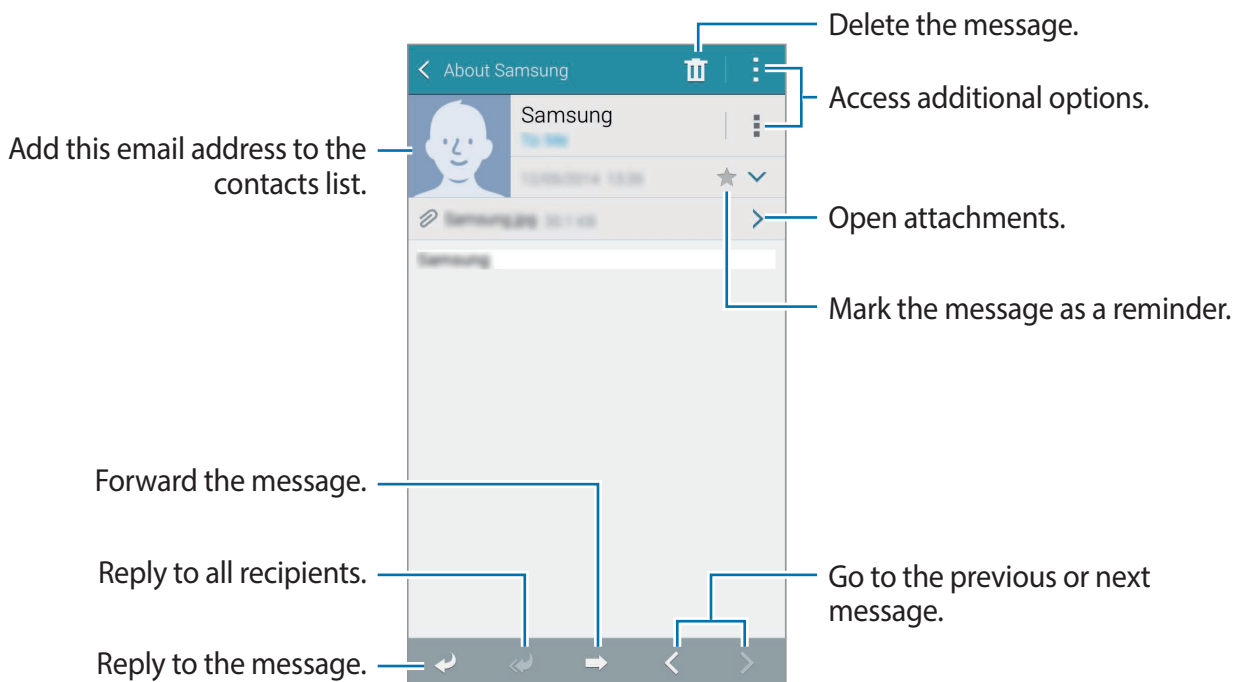 Delete the message.
About Samsung
Access additional options.
Samsung
Add this email address to the
contacts list.
Open attachments.
Mark the message as a reminder.
Forward the message.
Reply to all recipients.
Go to the previous or next
message.
Reply to the message.